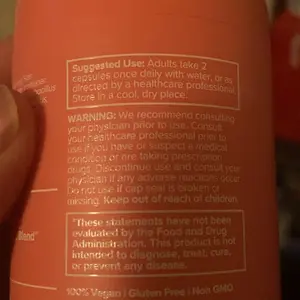 Suggested Use: Adults take 2
capsules once daily with water, or as
directed by a healthcare professional.
Store in a cool, dry place.
WARNING: We recommend consulting
your physician prior to use. Consult
your healthcare professional prior to
use if you have or suspect a medical
condition or are taking prescription
drugs. Discontinue use and consult your
physician if any adverse reaction occur.
Do not use if cap seal is broken or
missing. Keep out of reach of children.
*These statements have not been
evaluated by the Food and Drug
Administration. This product is not
intended to diagnose, treat, cure,
or prevent any disease.
100% Vegan | Gluten Free | Non GMO
Blend*